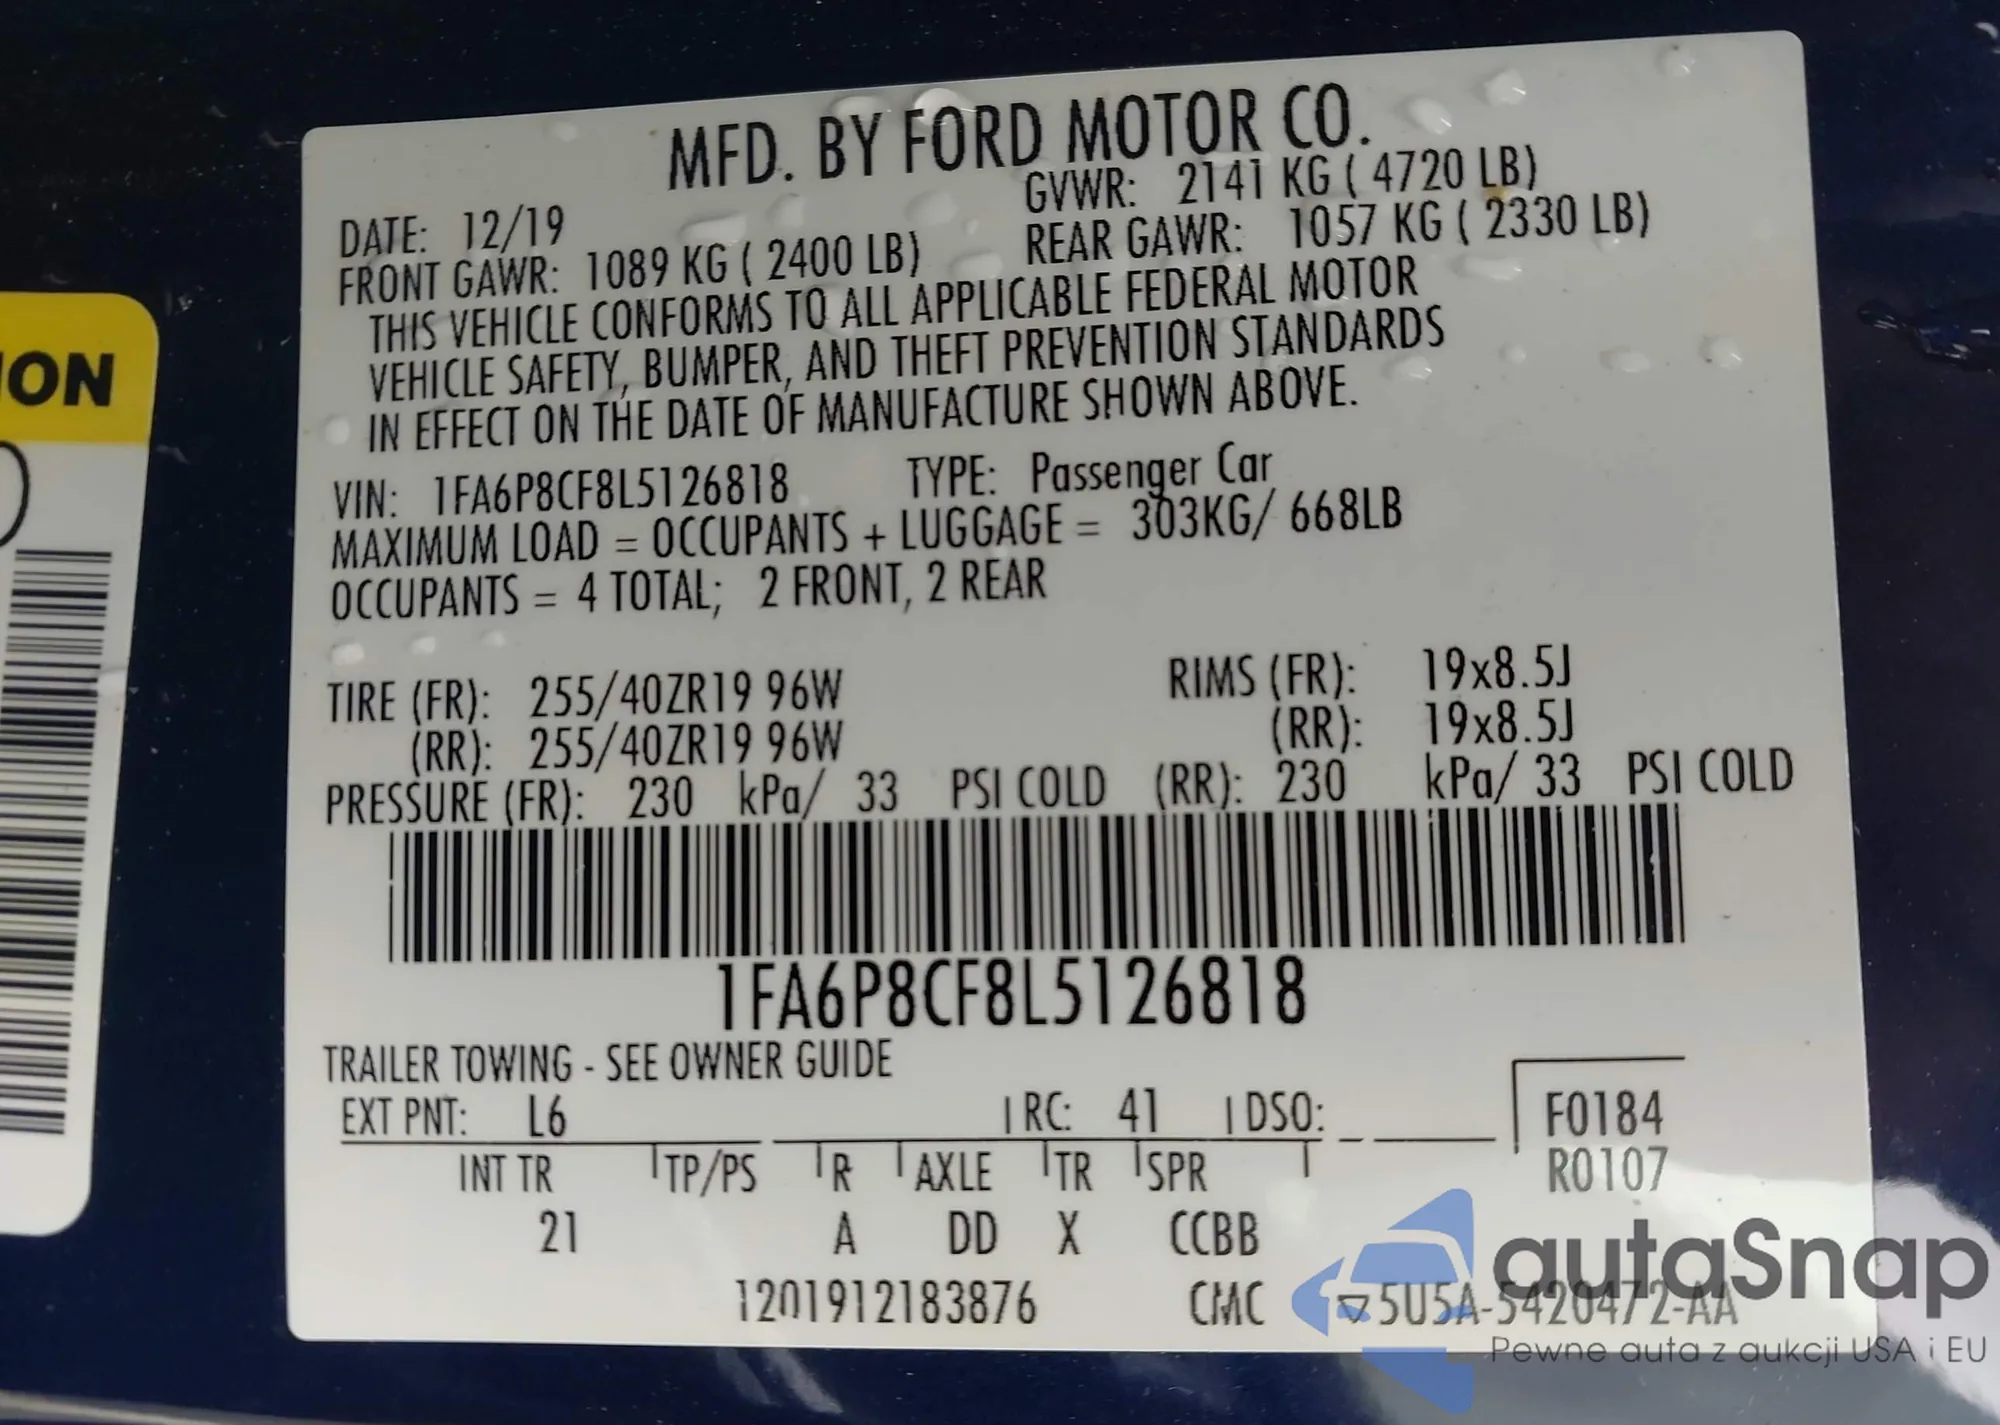 MFD. BY FORD MOTOR CO.
DATE: 12/19 GVWR: 2141 KG ( 4720 LB)
FRONT GAWR: 1089 KG ( 2400 LB) REAR GAWR: 1057 KG ( 2330 LB)
THIS VEHICLE CONFORMS TO ALL APPLICABLE FEDERAL MOTOR
VEHICLE SAFETY, BUMPER, AND THEFT PREVENTION STANDARDS
IN EFFECT ON THE DATE OF MANUFACTURE SHOWN ABOVE.
VIN: 1FA6P8CF8L5126818 TYPE: Passenger Car
MAXIMUM LOAD = OCCUPANTS + LUGGAGE = 303KG/ 668LB
OCCUPANTS = 4 TOTAL; 2 FRONT, 2 REAR
TIRE (FR): 255/40ZR19 96W RIMS (FR): 19x8.5J
(RR): 255/40ZR19 96W (RR): 19x8.5J
PRESSURE (FR): 230 kPa/ 33 PSI COLD (RR): 230 kPa/ 33 PSI COLD
1FA6P8CF8L5126818
TRAILER TOWING - SEE OWNER GUIDE
EXT PNT: L6 RC: 41 DSO: F0184
R0107
INT TR TP/PS R AXLE TR SPR
21 A DD X CCBB
1201912183876 CMC 5U5A-5420472-AA
ION
autaSnap
Pewne auta z aukcji USA i EU